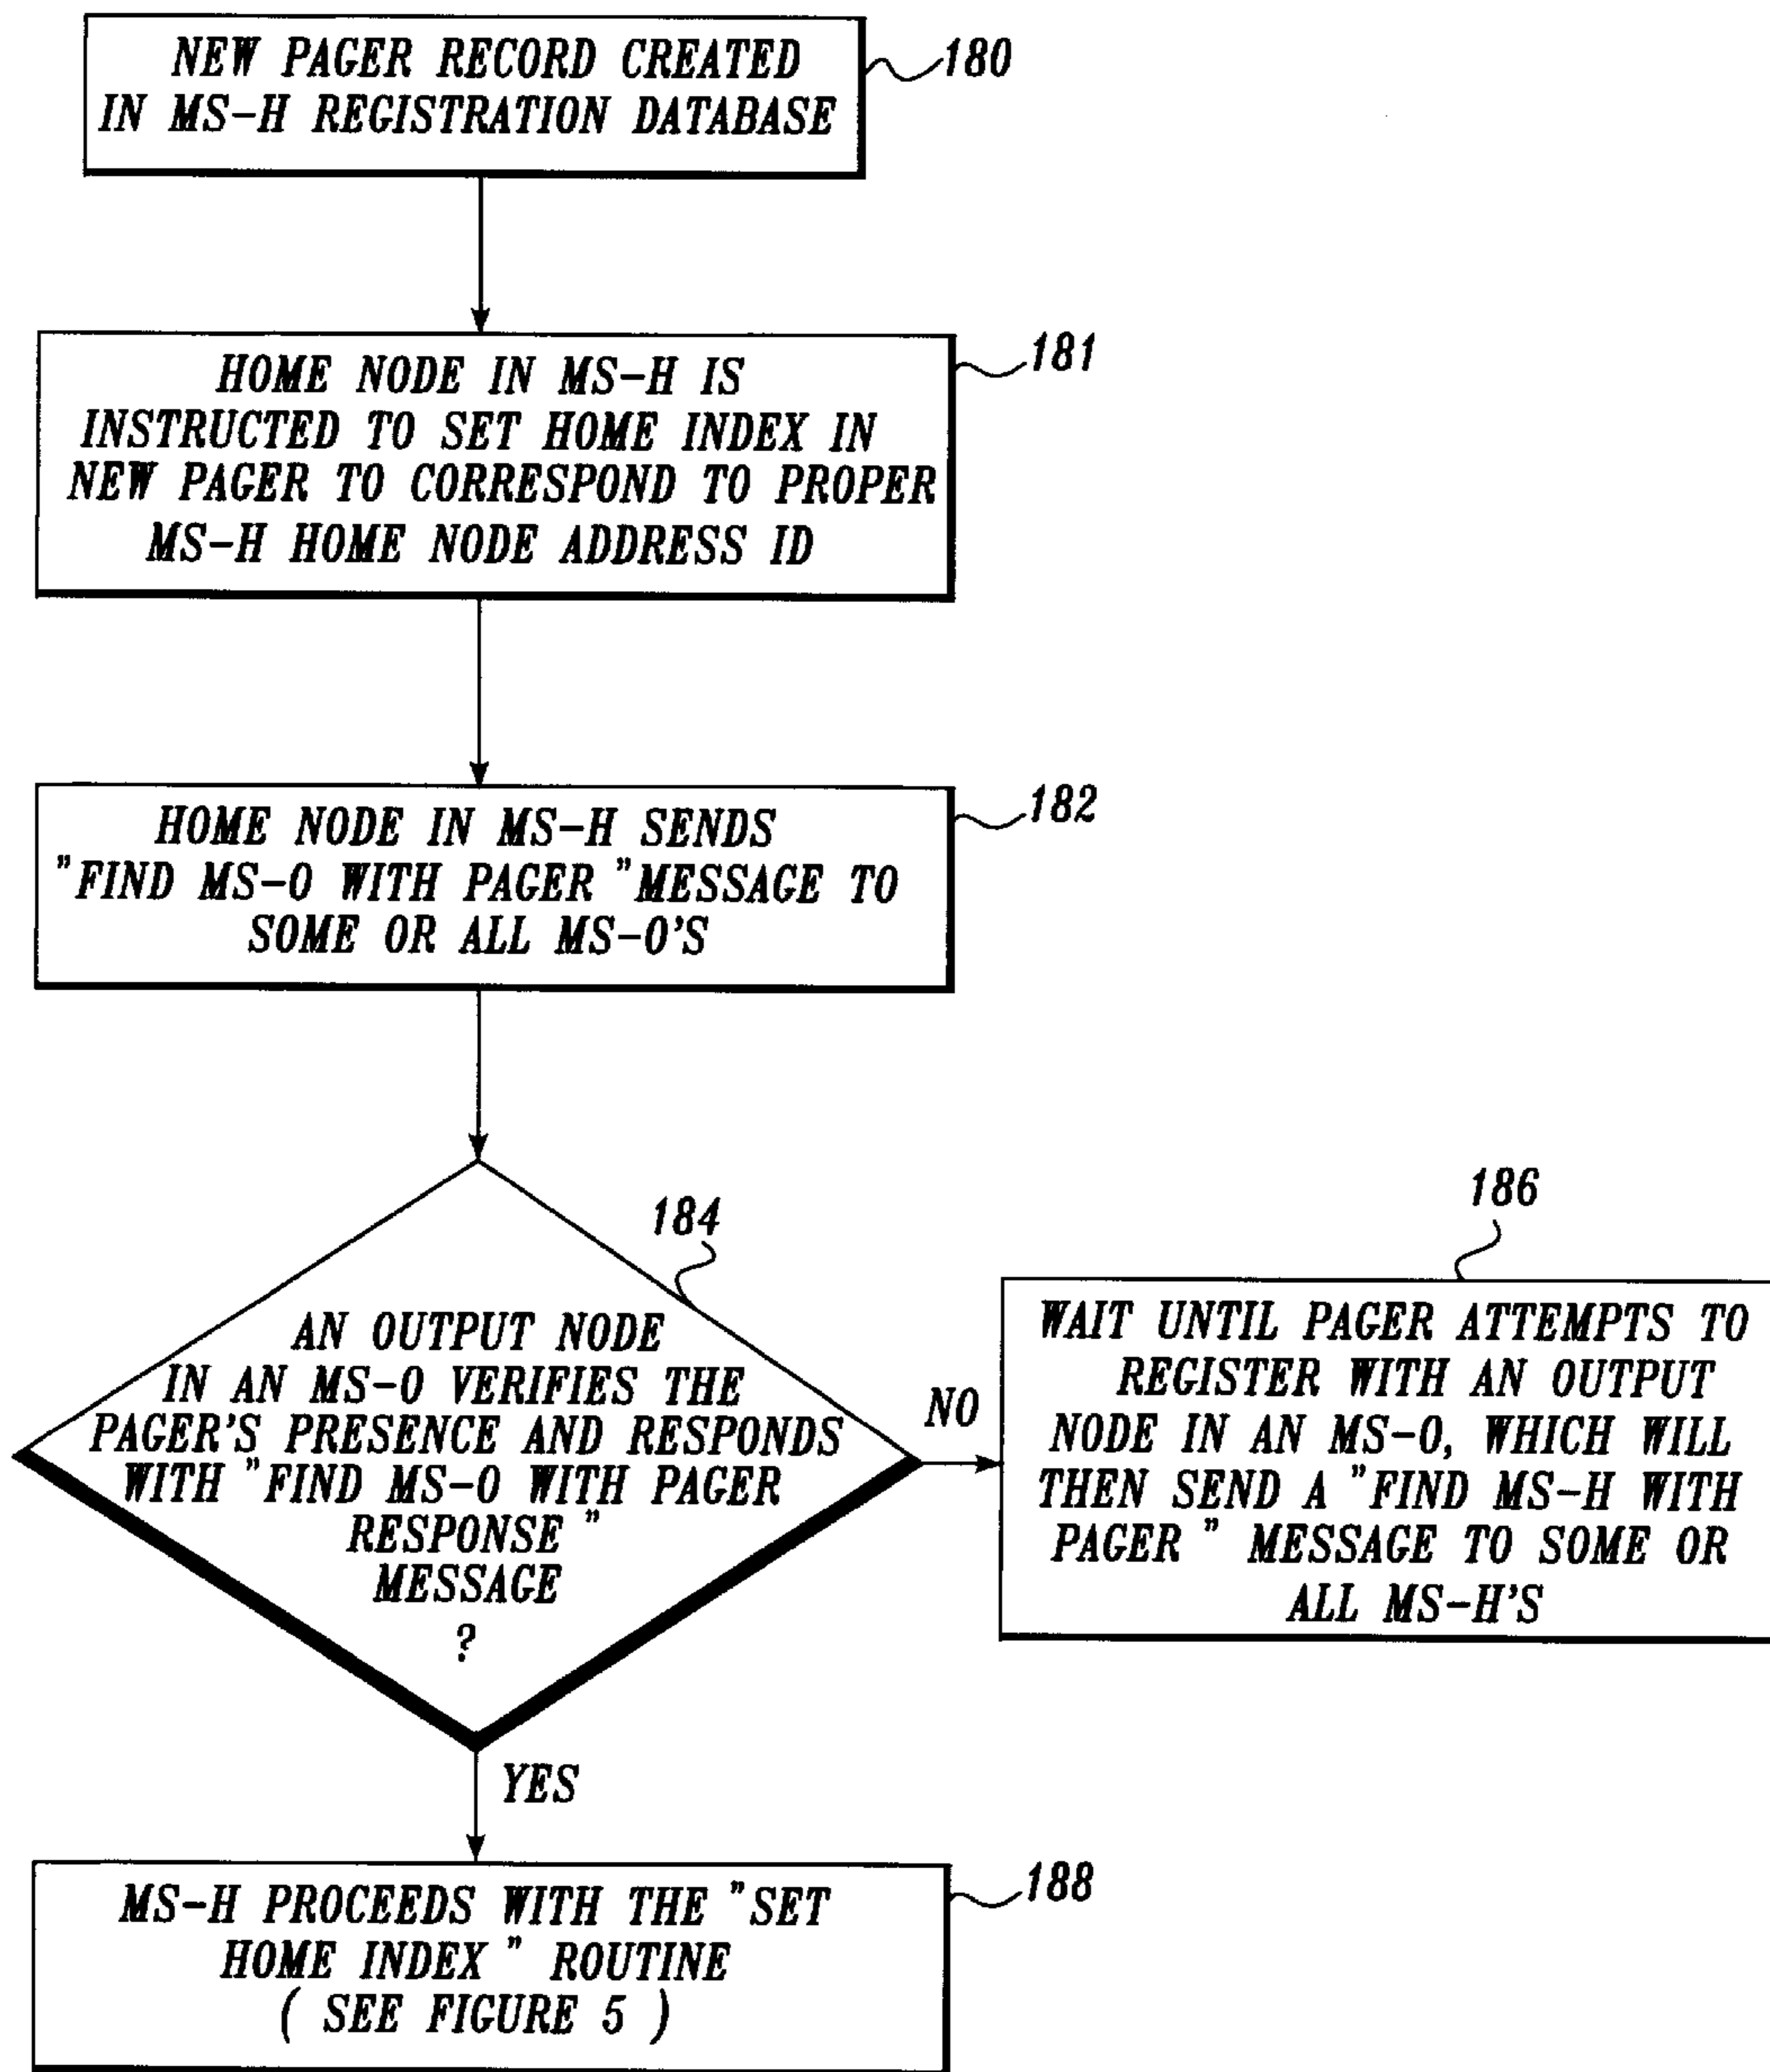 NEW PAGER RECORD CREATED
IN MS-H REGISTRATION DATABASE
180
HOME NODE IN MS-H IS
INSTRUCTED TO SET HOME INDEX IN
NEW PAGER TO CORRESPOND TO PROPER
MS-H HOME NODE ADDRESS ID
181
HOME NODE IN MS-H SENDS
"FIND MS-O WITH PAGER "MESSAGE TO
SOME OR ALL MS-O'S
182
184
AN OUTPUT NODE
IN AN MS-O VERIFIES THE
PAGER'S PRESENCE AND RESPONDS
WITH "FIND MS-O WITH PAGER
RESPONSE "
MESSAGE
?
NO
186
WAIT UNTIL PAGER ATTEMPTS TO
REGISTER WITH AN OUTPUT
NODE IN AN MS-O, WHICH WILL
THEN SEND A "FIND MS-H WITH
PAGER " MESSAGE TO SOME OR
ALL MS-H'S
YES
MS-H PROCEEDS WITH THE "SET
HOME INDEX " ROUTINE
( SEE FIGURE 5 )
188